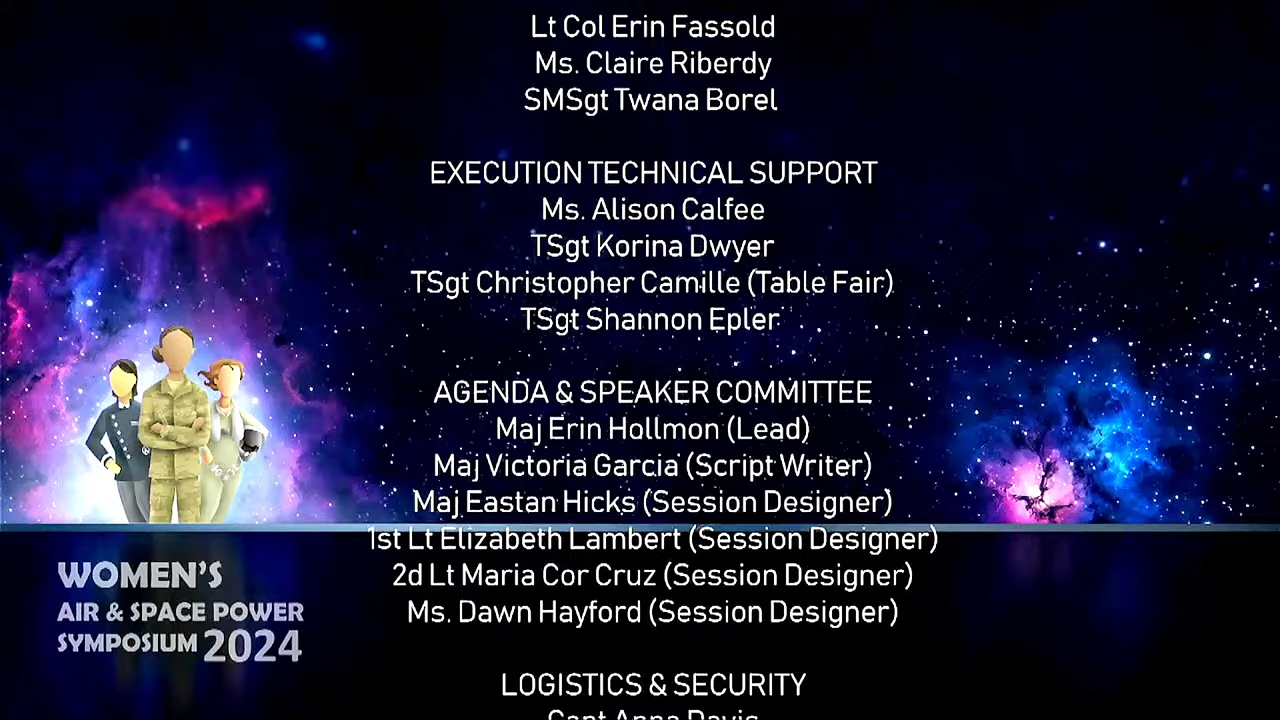 Lt Col Erin Fassold
Ms. Claire Riberdy
SMSgt Twana Borel
EXECUTION TECHNICAL SUPPORT
Ms. Alison Calfee
TSgt Korina Dwyer
TSgt Christopher Camille (Table Fair)
TSgt Shannon Epler
AGENDA & SPEAKER COMMITTEE
Maj Erin Hollmon (Lead)
Maj Victoria Garcia (Script Writer)
Maj Eastan Hicks (Session Designer)
1st Lt Elizabeth Lambert (Session Designer)
2d Lt Maria Cor Cruz (Session Designer)
Ms. Dawn Hayford (Session Designer)
LOGISTICS & SECURITY
WOMEN'S
AIR & SPACE POWER
SYMPOSIUM 2024